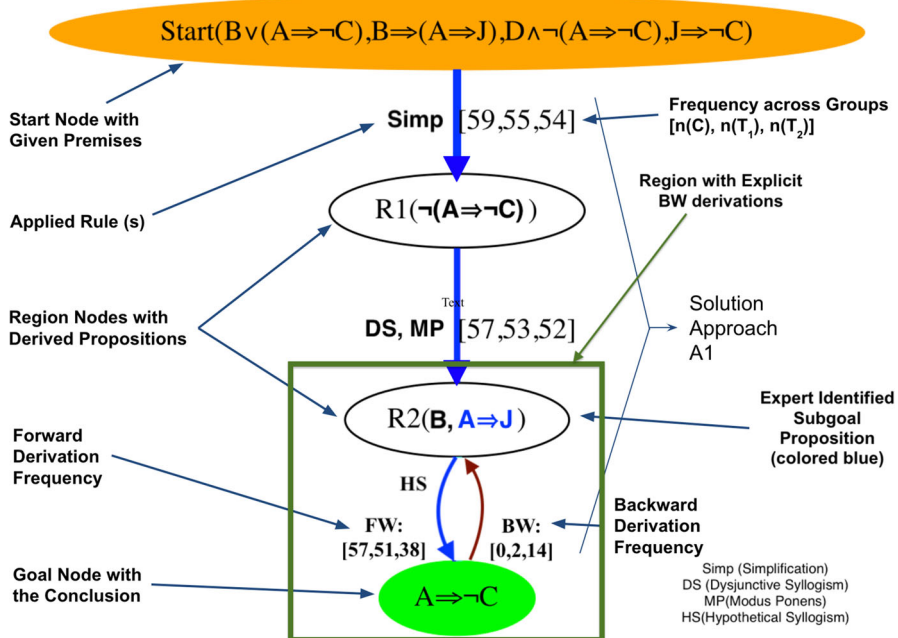 Start(B∨(A⇒¬C),B⇒(A⇒J),D∧¬(A⇒¬C),J⇒¬C)
Start Node with
Given Premises
Simp [59,55,54]
Frequency across Groups
[n(C), n(T₁), n(T₂)]
Applied Rule (s)
R1(¬(A⇒¬C) )
Region with Explicit
BW derivations
Region Nodes with
Derived Propositions
Text
DS, MP [57,53,52]
Solution
Approach
A1
R2(B, A⇒J )
Expert Identified
Subgoal
Proposition
(colored blue)
Forward
Derivation
Frequency
HS
FW:
[57,51,38]
BW:
[0,2,14]
Backward
Derivation
Frequency
Goal Node with
the Conclusion
A⇒¬C
Simp (Simplification)
DS (Dysjunctive Syllogism)
MP(Modus Ponens)
HS(Hypothetical Syllogism)